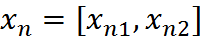 xₙ = [xₙ₁, xₙ₂]